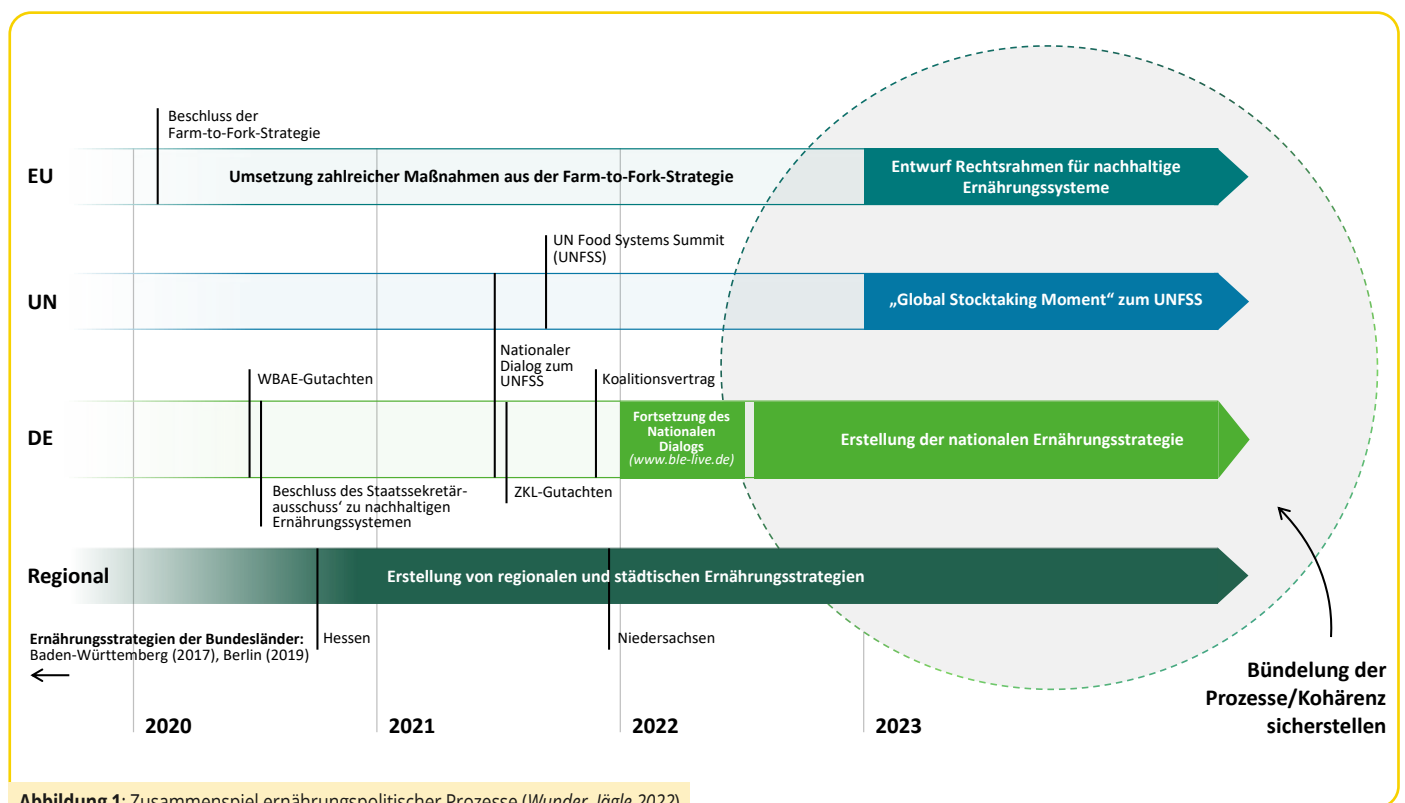 Beschluss der
Farm-to-Fork-Strategie
EU
Umsetzung zahlreicher Maßnahmen aus der Farm-to-Fork-Strategie
Entwurf Rechtsrahmen für nachhaltige
Ernährungssysteme
UN Food Systems Summit
(UNFSS)
UN
„Global Stocktaking Moment“ zum UNFSS
Nationaler
Dialog zum
UNFSS
WBAE-Gutachten
Koalitionsvertrag
DE
Fortsetzung des
Nationalen
Dialogs
(www.ble-live.de)
Erstellung der nationalen Ernährungsstrategie
Beschluss des Staatssekretär-
ausschuss‘ zu nachhaltigen
Ernährungssystemen
ZKL-Gutachten
Regional
Erstellung von regionalen und städtischen Ernährungsstrategien
Ernährungsstrategien der Bundesländer:
Baden-Württemberg (2017), Berlin (2019)
Hessen
Niedersachsen
Bündelung der
Prozesse/Kohärenz
sicherstellen
2020
2021
2022
2023
Abbildung 1: Zusammenspiel ernährungspolitischer Prozesse (Wunder, Jägle 2022)